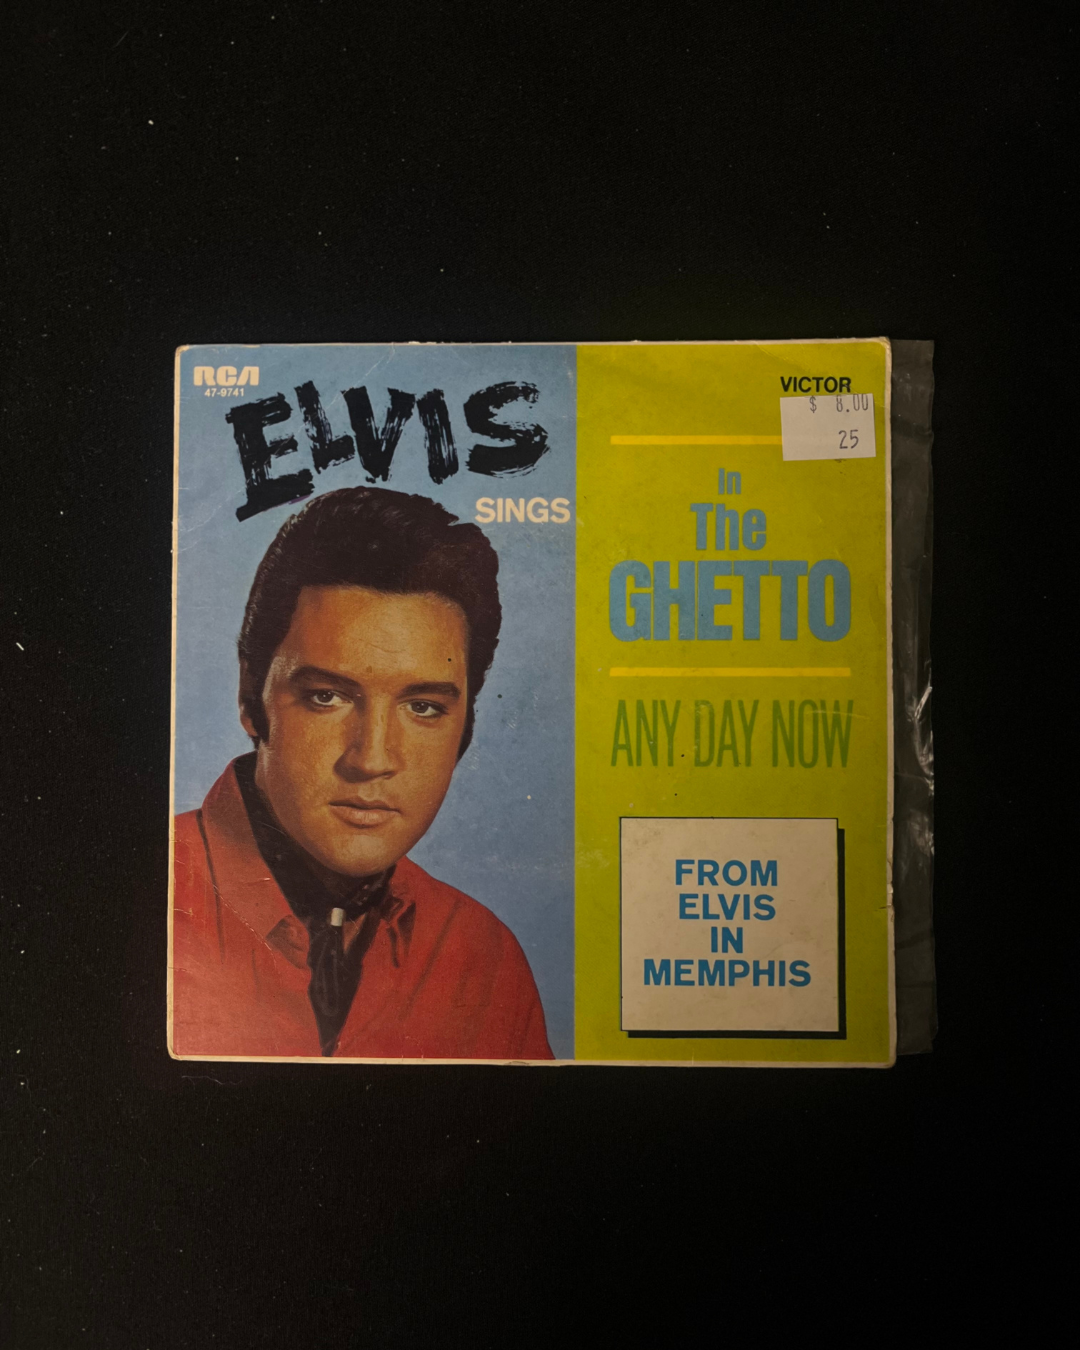 RCA
47-9741
ELVIS
SINGS
VICTOR
$ 8.00
25
In
The
GHETTO
ANY DAY NOW
FROM
ELVIS
IN
MEMPHIS